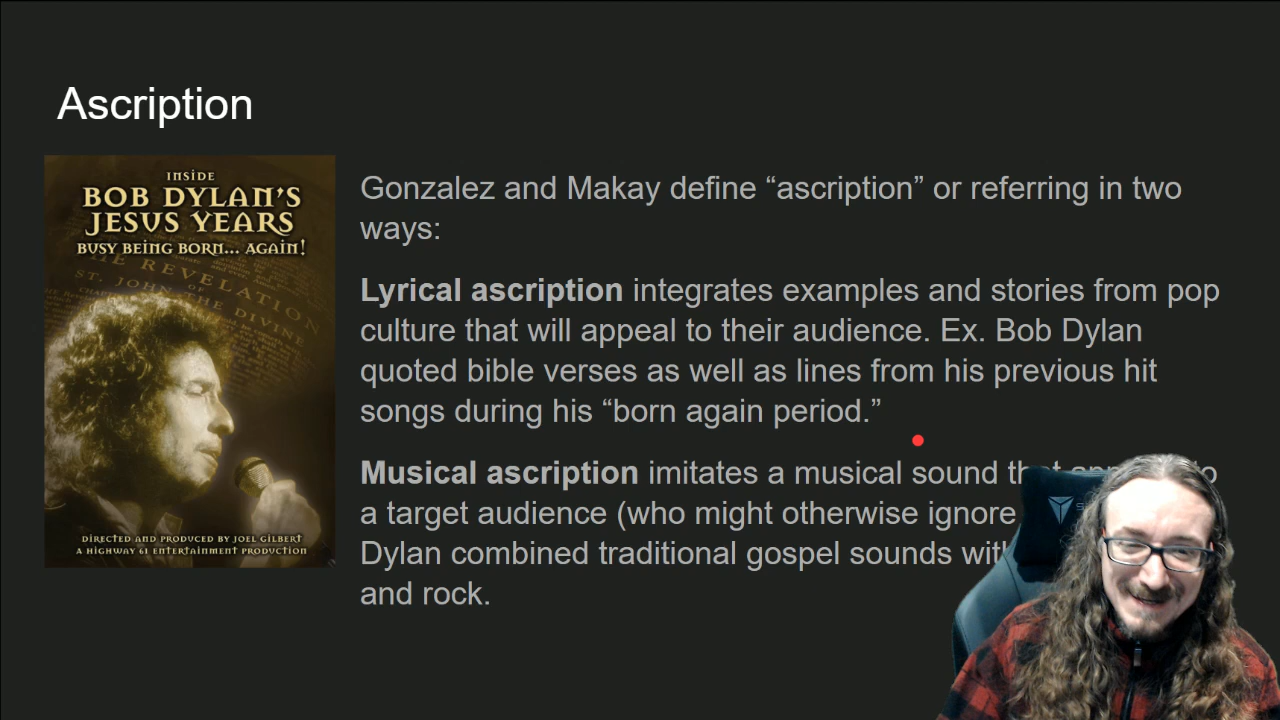 Ascription
INSIDE
BOB DYLAN'S
JESUS YEARS
BUSY BEING BORN... AGAIN!
THE REVELATION
OF
ST. JOHN THE DIVINE
DIRECTED AND PRODUCED BY JOEL GILBERT
A HIGHWAY 61 ENTERTAINMENT PRODUCTION
Gonzalez and Makay define “ascription” or referring in two
ways:
Lyrical ascription integrates examples and stories from pop
culture that will appeal to their audience. Ex. Bob Dylan
quoted bible verses as well as lines from his previous hit
songs during his “born again period.”
Musical ascription imitates a musical sound
a target audience (who might otherwise ignore
Dylan combined traditional gospel sounds
and rock.